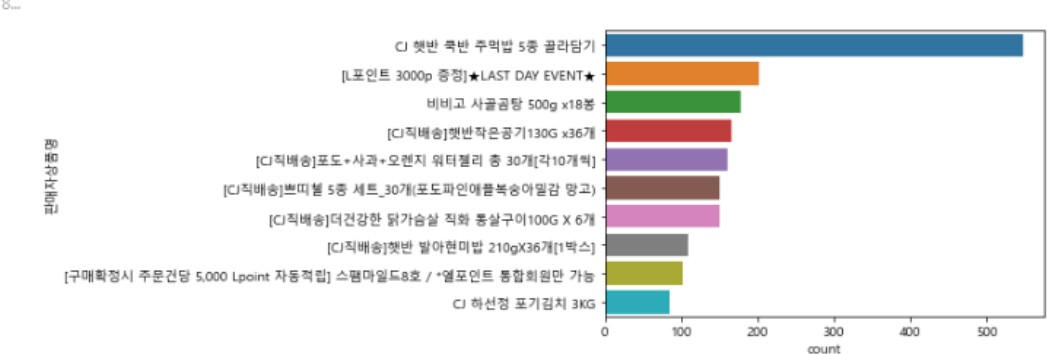 8...
CJ 햇반 쿡반 주먹밥 5종 골라담기
[L포인트 3000p 증정]★LAST DAY EVENT★
비비고 사골곰탕 500g x18봉
[CJ직배송]햇반작은공기130G x36개
[CJ직배송]포도+사과+오렌지 워터젤리 총 30개[각10개씩]
[CJ직배송]쁘띠첼 5종 세트_30개(포도파인애플복숭아밀감 망고)
[CJ직배송]더건강한 닭가슴살 직화 통살구이100G X 6개
[CJ직배송]햇반 발아현미밥 210gX36개[1박스]
[구매확정시 주문건당 5,000 Lpoint 자동적립] 스팸마일드8호 / *엘포인트 통합회원만 가능
CJ 하선정 포기김치 3KG
판매자상품명
0 100 200 300 400 500
count